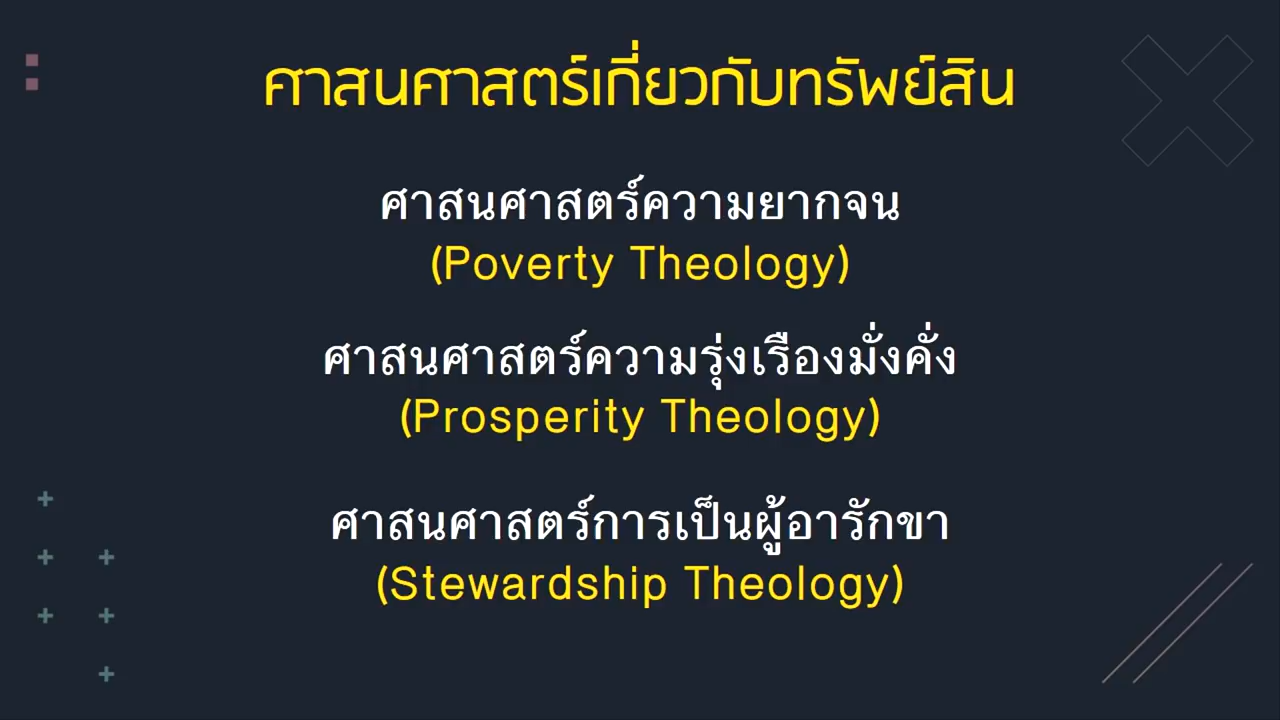 ศาสนศาสตร์เกี่ยวกับทรัพย์สิน
ศาสนศาสตร์ความยากจน
(Poverty Theology)
ศาสนศาสตร์ความรุ่งเรืองมั่งคั่ง
(Prosperity Theology)
ศาสนศาสตร์การเป็นผู้อารักขา
(Stewardship Theology)